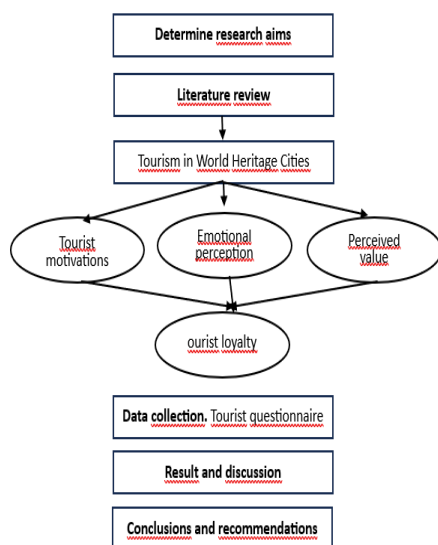 Determine research aims
Literature review
Tourism in World Heritage Cities
Tourist
motivations
Emotional
perception
Perceived
value
ourist loyalty
Data collection. Tourist questionnaire
Result and discussion
Conclusions and recommendations